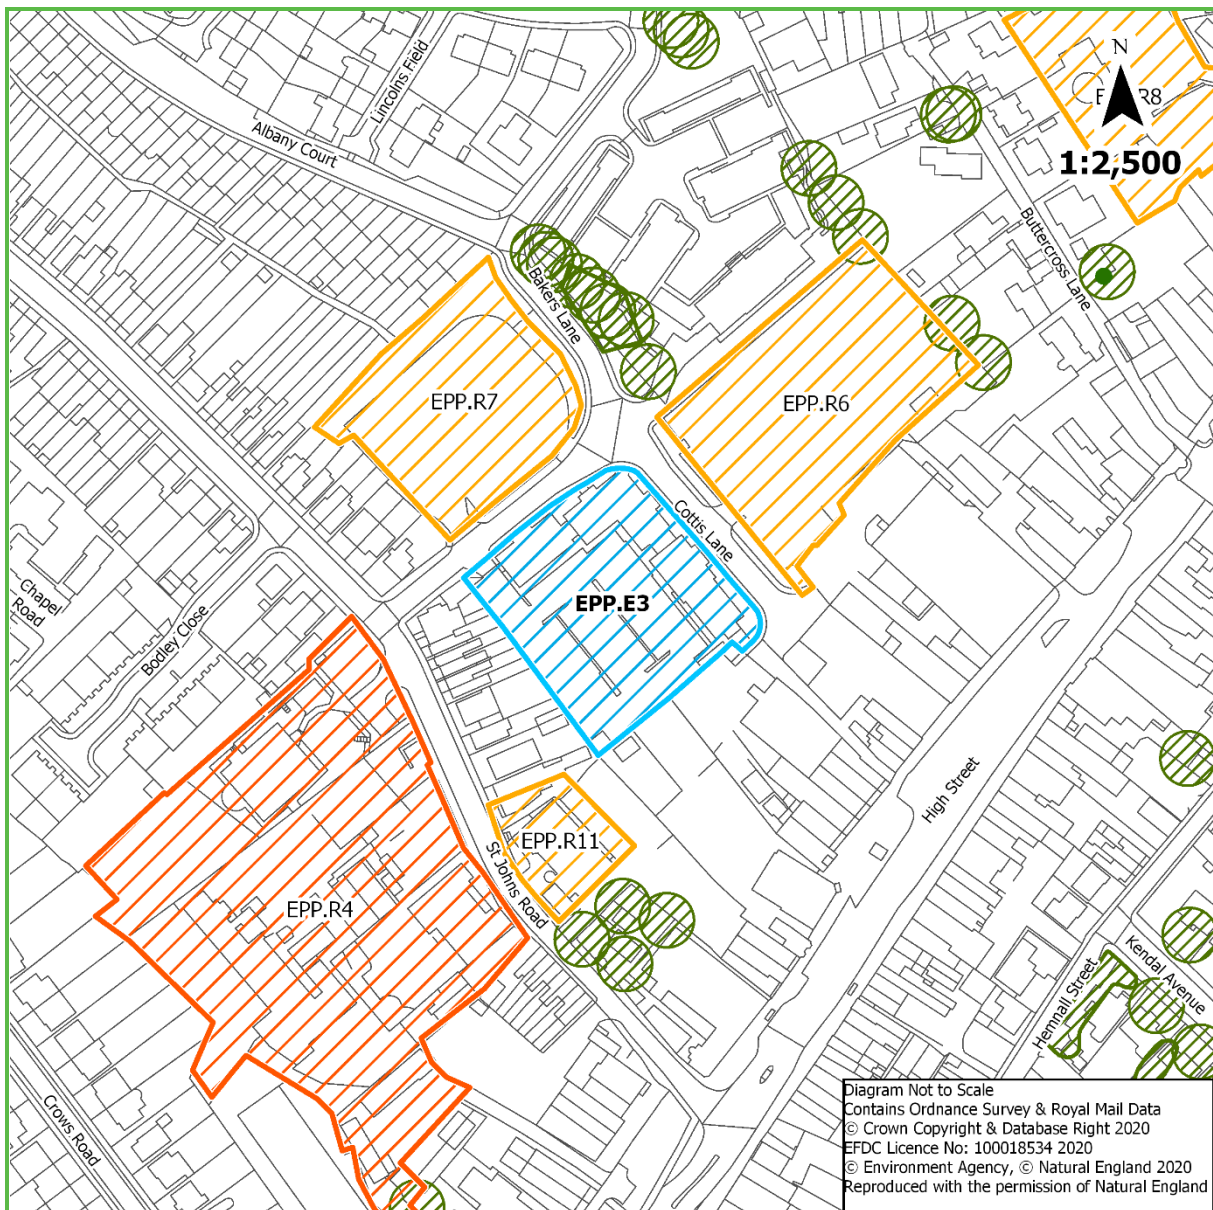 Lincolns Field
Albany Court
N
1:2,500
Buttercross Lane
Bakers Lane
EPP.R7
EPP.R6
Cottis Lane
EPP.E3
Chapel
Road
Bodley Close
High Street
EPP.R11
St Johns Road
EPP.R4
Kendal Avenue
Hemnall Street
Crows Road
Diagram Not to Scale
Contains Ordnance Survey & Royal Mail Data
© Crown Copyright & Database Right 2020
EFDC Licence No: 100018534 2020
© Environment Agency, © Natural England 2020
Reproduced with the permission of Natural England